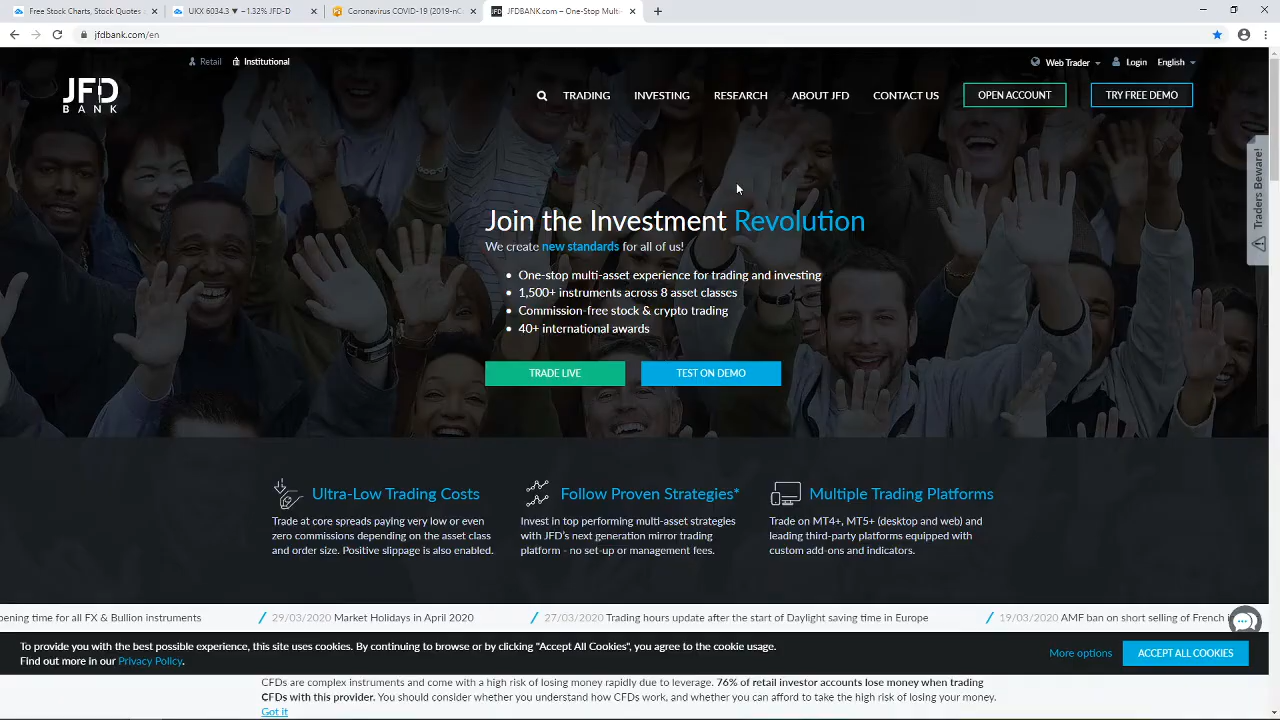 Free Stock Charts, Stock Quotes a
UKX 6034.3 ▼ −1.32% JFD-D
Coronavirus COVID-19 (2019-nC
JFDBANK.com – One-Stop Multi-
jfdbank.com/en
Retail
Institutional
Web Trader
Login
English
JFD
BANK
TRADING
INVESTING
RESEARCH
ABOUT JFD
CONTACT US
OPEN ACCOUNT
TRY FREE DEMO
Traders Beware!
Join the Investment Revolution
We create new standards for all of us!
• One-stop multi-asset experience for trading and investing
• 1,500+ instruments across 8 asset classes
• Commission-free stock & crypto trading
• 40+ international awards
TRADE LIVE
TEST ON DEMO
Ultra-Low Trading Costs
Trade at core spreads paying very low or even
zero commissions depending on the asset class
and order size. Positive slippage is also enabled.
Follow Proven Strategies*
Invest in top performing multi-asset strategies
with JFD's next generation mirror trading
platform - no set-up or management fees.
Multiple Trading Platforms
Trade on MT4+, MT5+ (desktop and web) and
leading third-party platforms equipped with
custom add-ons and indicators.
pening time for all FX & Bullion instruments
29/03/2020 Market Holidays in April 2020
27/03/2020 Trading hours update after the start of Daylight saving time in Europe
19/03/2020 AMF ban on short selling of French i
To provide you with the best possible experience, this site uses cookies. By continuing to browse or by clicking "Accept All Cookies", you agree to the cookie usage.
Find out more in our Privacy Policy.
More options
ACCEPT ALL COOKIES
CFDs are complex instruments and come with a high risk of losing money rapidly due to leverage. 76% of retail investor accounts lose money when trading
CFDs with this provider. You should consider whether you understand how CFDs work, and whether you can afford to take the high risk of losing your money.
Got it